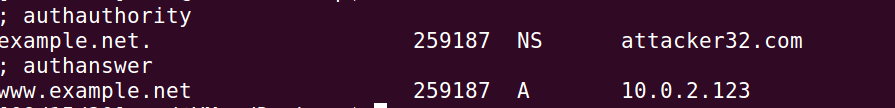 ; authauthority
example.net. 259187 NS attacker32.com
; authanswer
www.example.net 259187 A 10.0.2.123